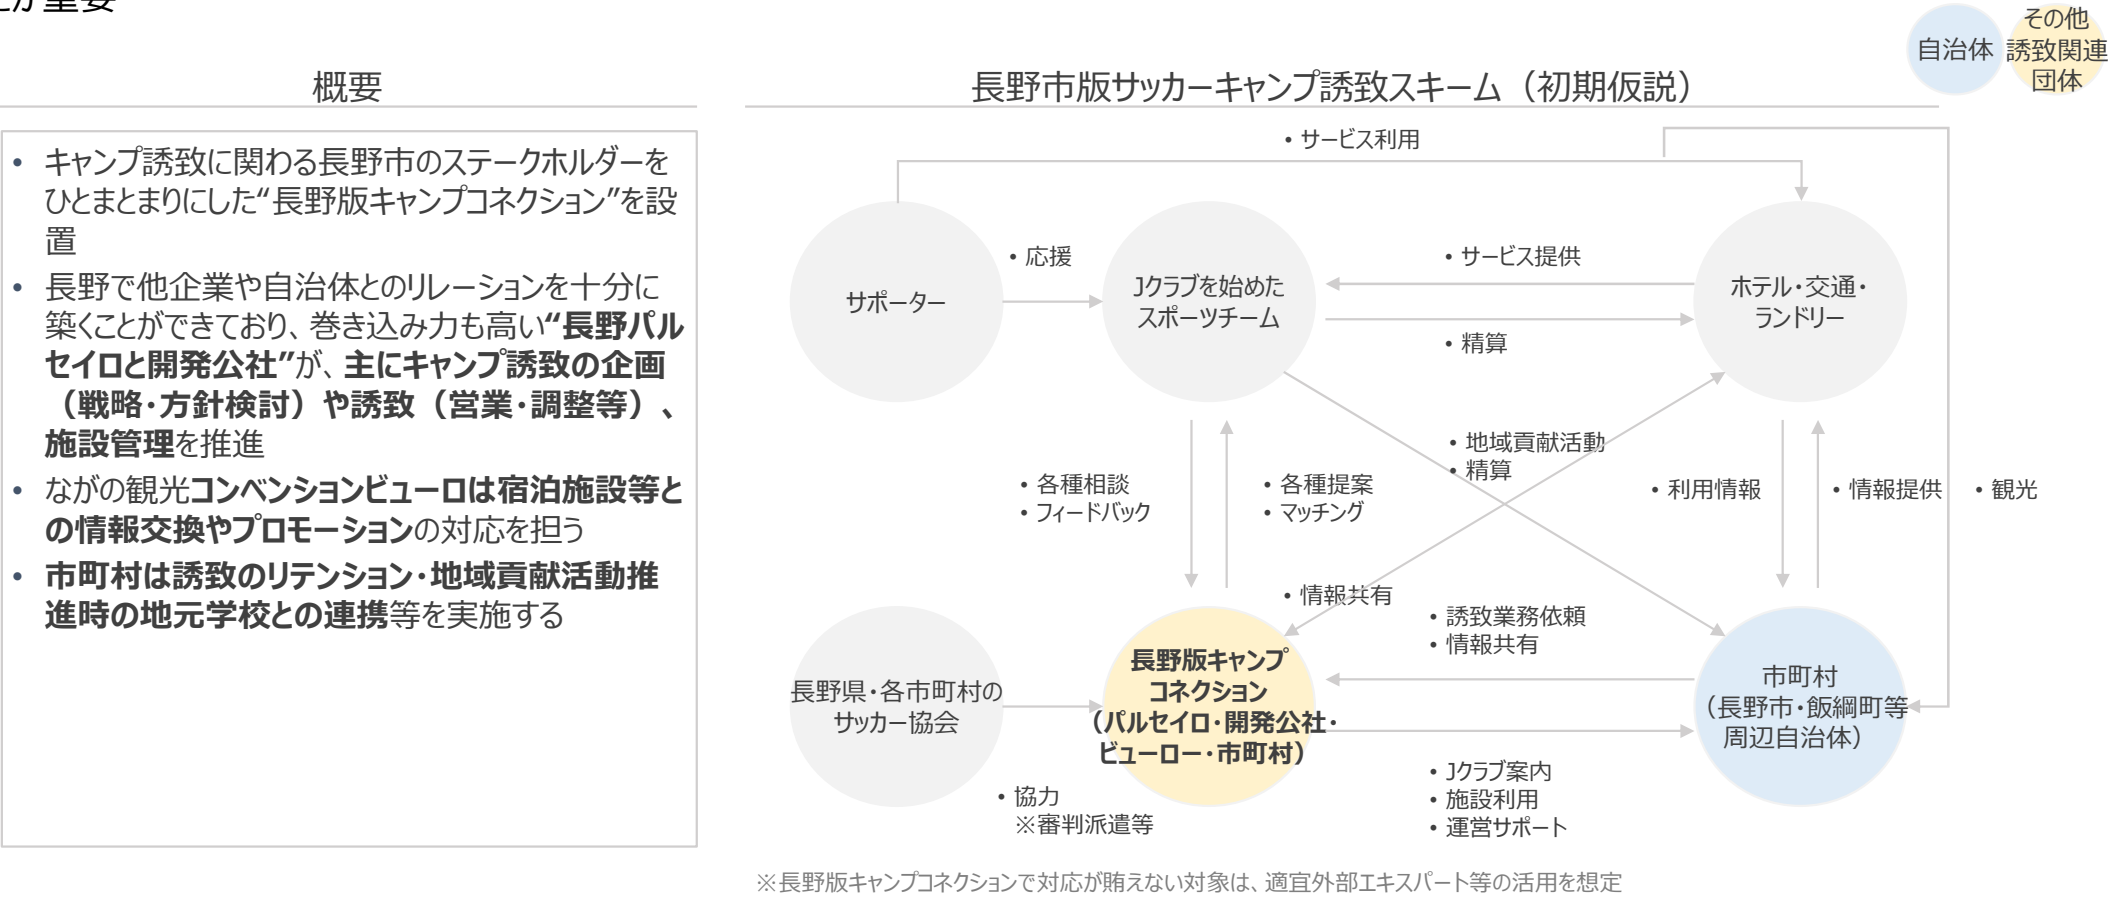 とが重要
自治体
その他
誘致関連
団体
概要
• キャンプ誘致に関わる長野市のステークホルダーを
ひとまとまりにした“長野版キャンプコネクション”を設
置
• 長野で他企業や自治体とのリレーションを十分に
築くことができており、巻き込み力も高い“長野パル
セイロと開発公社”が、主にキャンプ誘致の企画
（戦略・方針検討）や誘致（営業・調整等）、
施設管理を推進
• ながの観光コンベンションビューロは宿泊施設等と
の情報交換やプロモーションの対応を担う
• 市町村は誘致のリテンション・地域貢献活動推
進時の地元学校との連携等を実施する
長野市版サッカーキャンプ誘致スキーム（初期仮説）
• サービス利用
サポーター
• 応援
Jクラブを始めた
スポーツチーム
• サービス提供
• 精算
ホテル・交通・
ランドリー
• 各種相談
• フィードバック
• 各種提案
• マッチング
• 地域貢献活動
• 精算
• 利用情報
• 情報提供
• 観光
• 情報共有
• 誘致業務依頼
• 情報共有
長野県・各市町村の
サッカー協会
長野版キャンプ
コネクション
（パルセイロ・開発公社・
ビューロー・市町村）
市町村
（長野市・飯綱町等
周辺自治体）
• 協力
※審判派遣等
• Jクラブ案内
• 施設利用
• 運営サポート
※長野版キャンプコネクションで対応が賄えない対象は、適宜外部エキスパート等の活用を想定